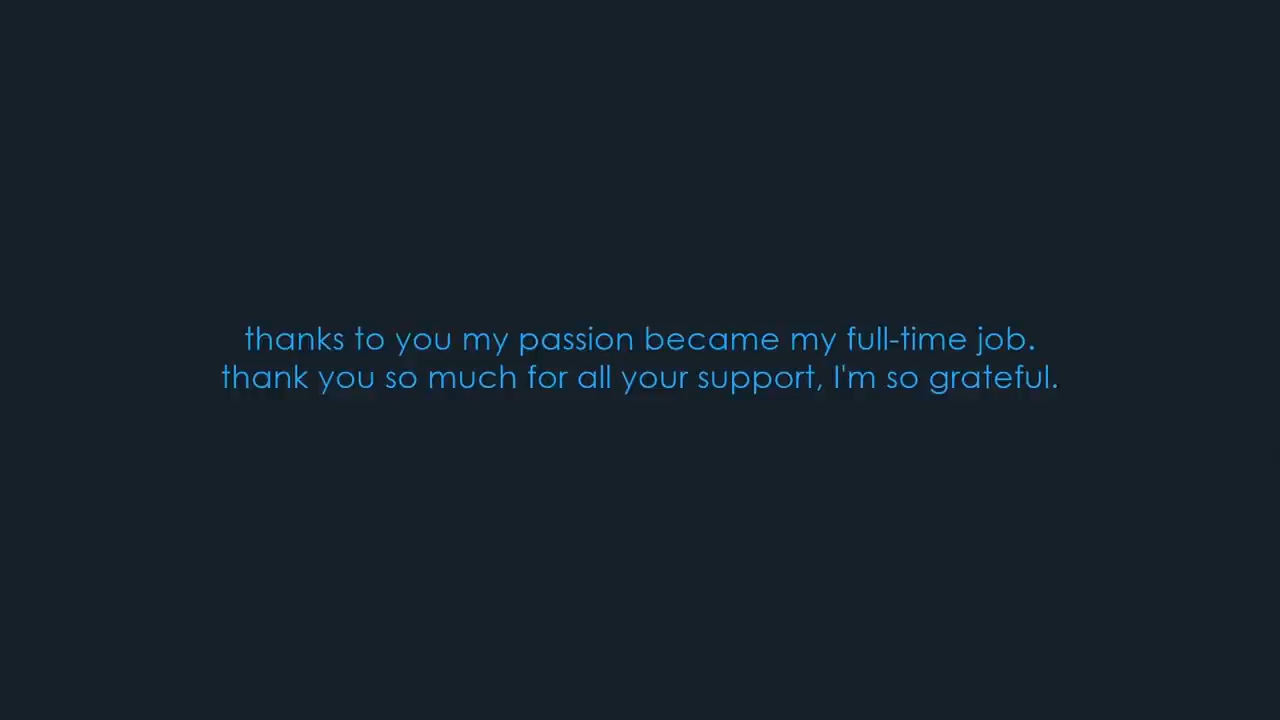 thanks to you my passion became my full-time job.
thank you so much for all your support, I'm so grateful.